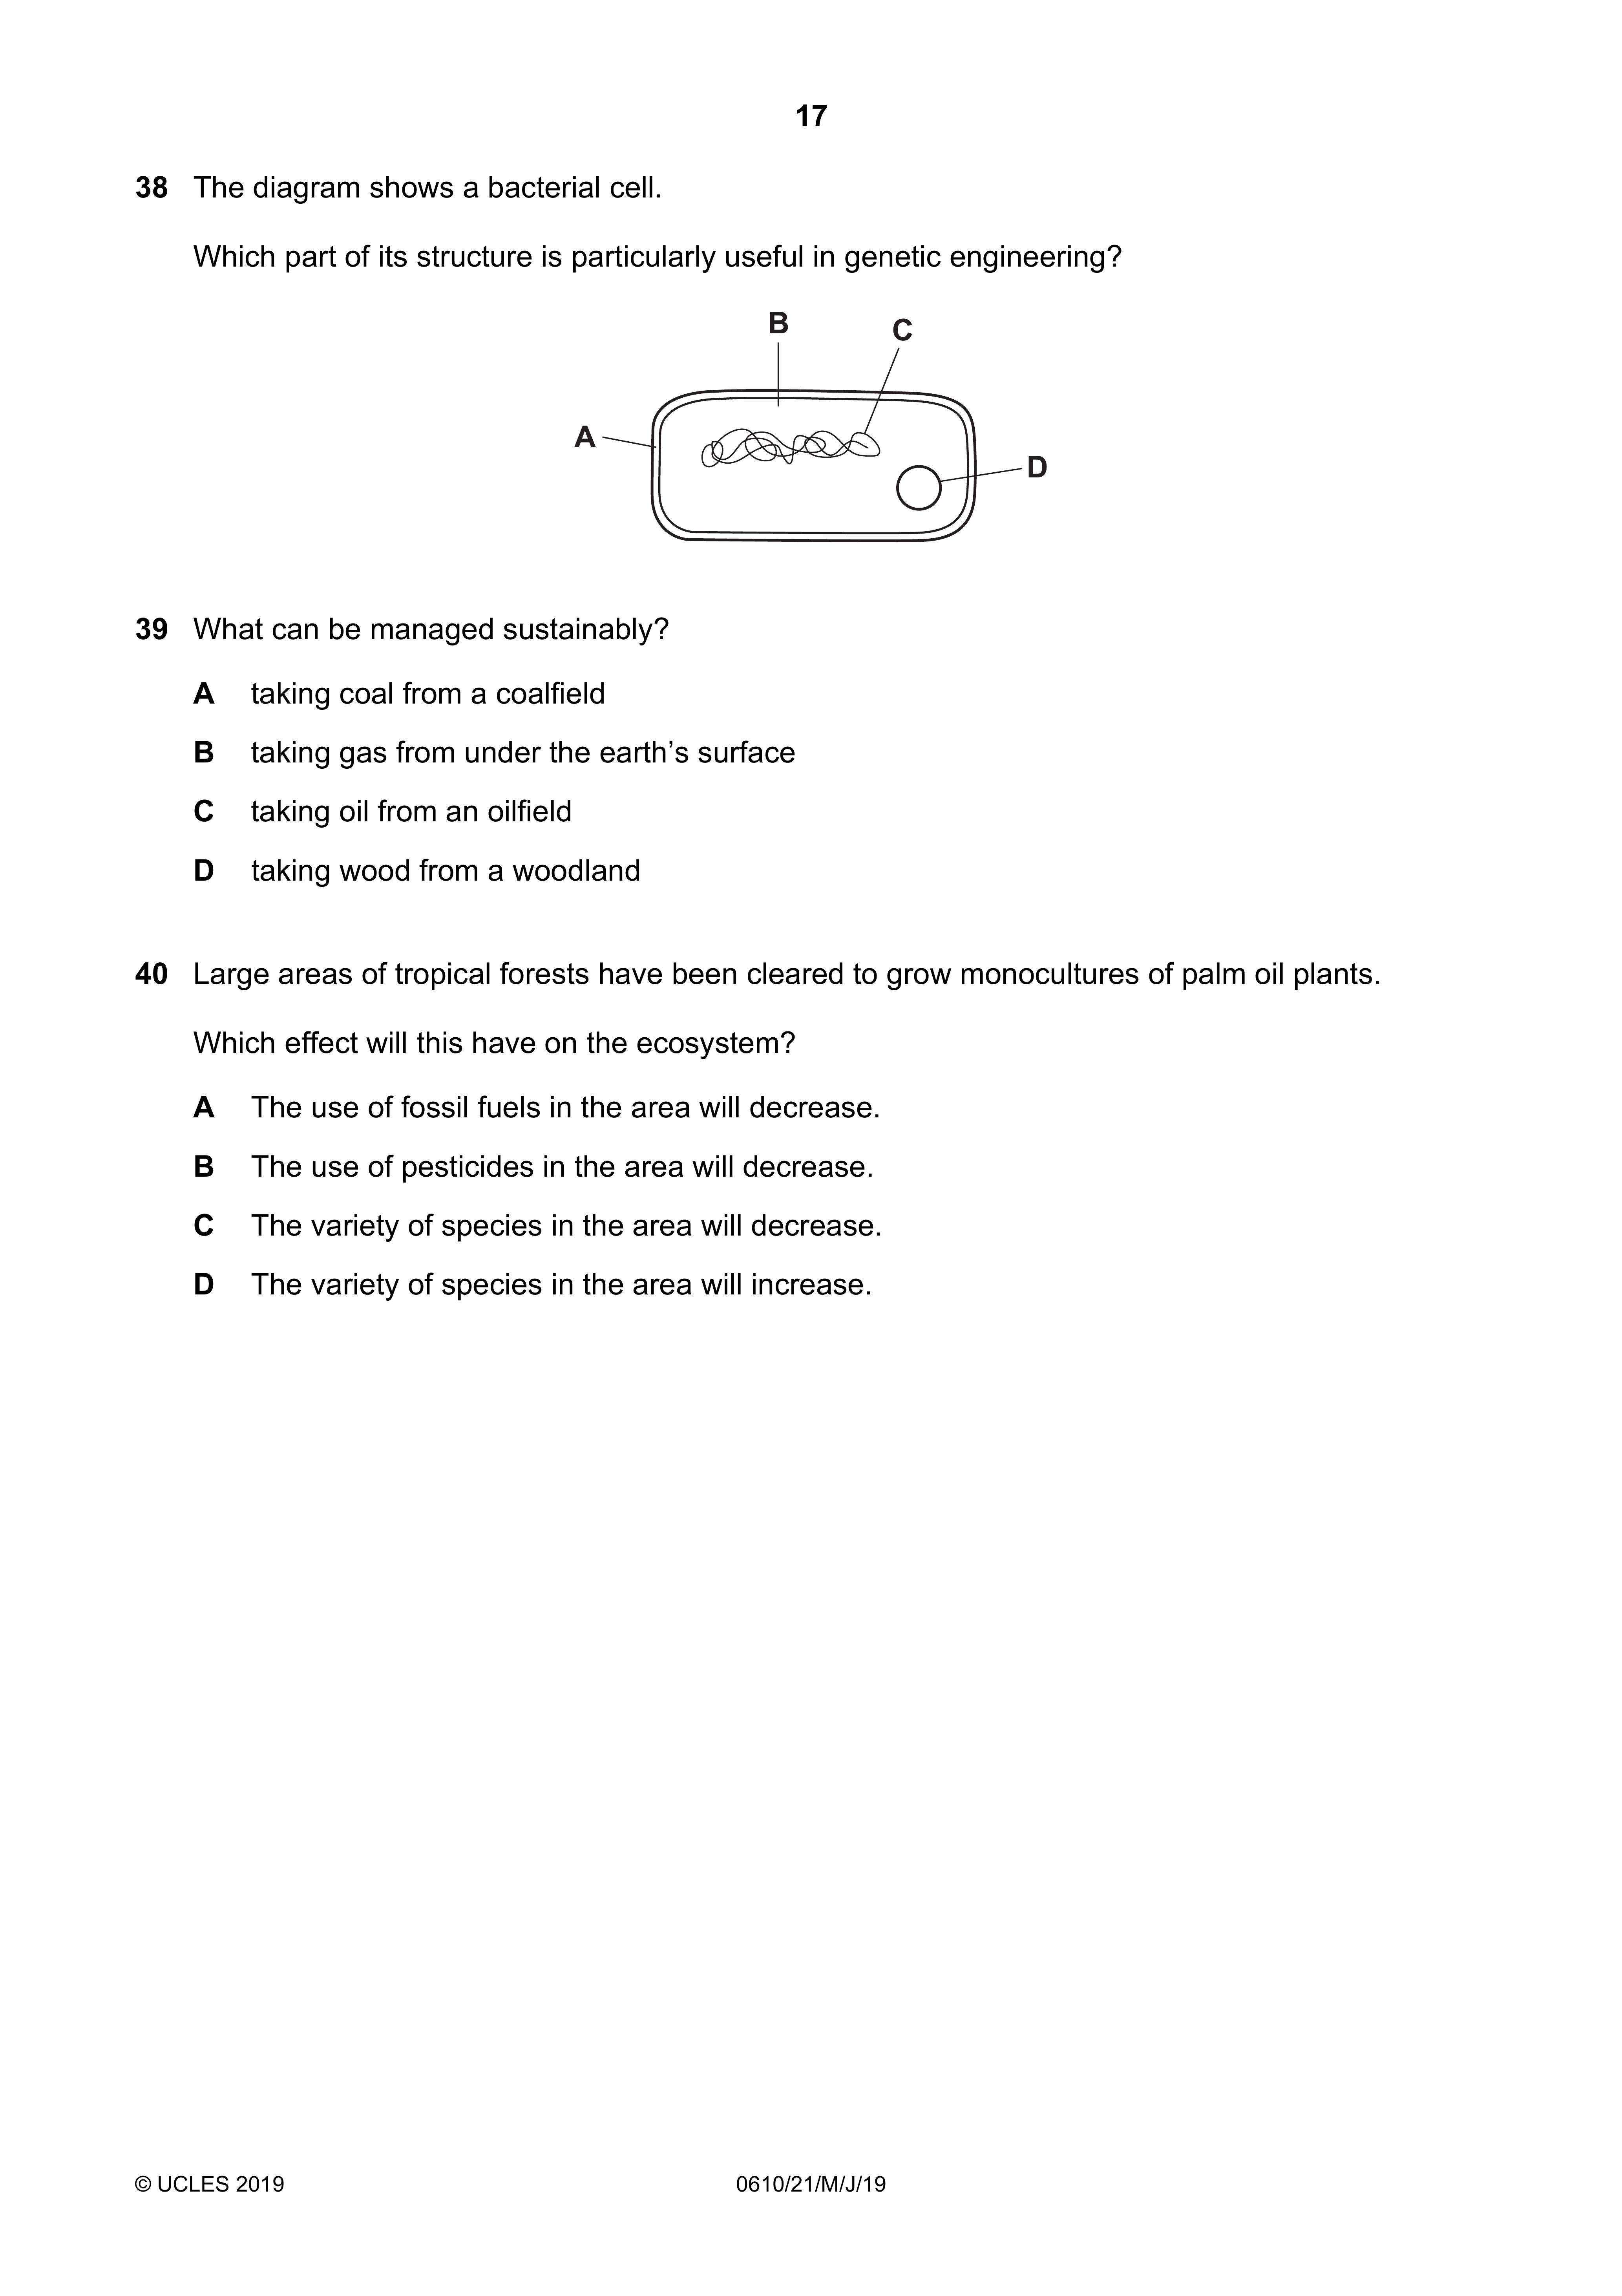 17
38 The diagram shows a bacterial cell.
Which part of its structure is particularly useful in genetic engineering?
B
C
A
D
39 What can be managed sustainably?
A taking coal from a coalfield
B taking gas from under the earth’s surface
C taking oil from an oilfield
D taking wood from a woodland
40 Large areas of tropical forests have been cleared to grow monocultures of palm oil plants.
Which effect will this have on the ecosystem?
A The use of fossil fuels in the area will decrease.
B The use of pesticides in the area will decrease.
C The variety of species in the area will decrease.
D The variety of species in the area will increase.
© UCLES 2019 0610/21/M/J/19